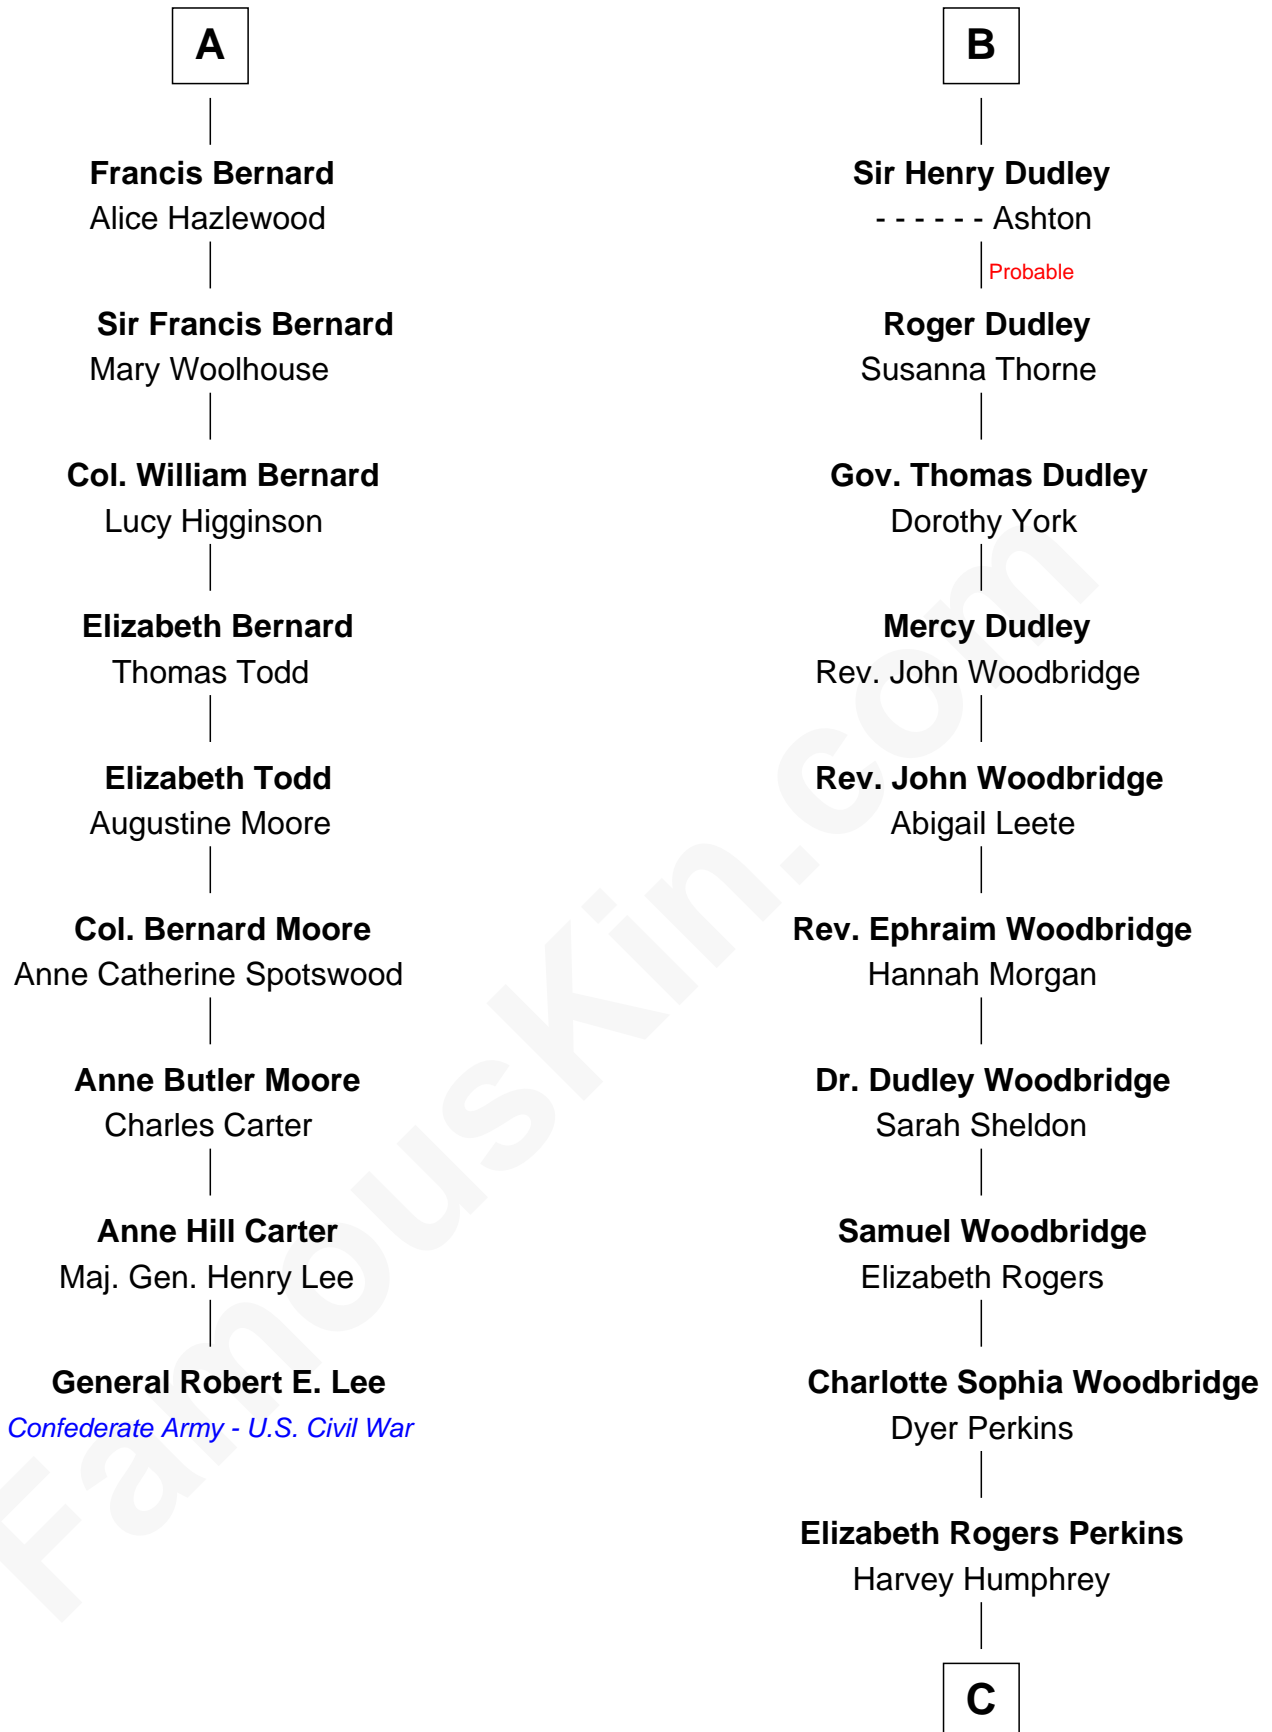 A
Francis Bernard
Alice Hazlewood
Sir Francis Bernard
Mary Woolhouse
Col. William Bernard
Lucy Higginson
Elizabeth Bernard
Thomas Todd
Elizabeth Todd
Augustine Moore
Col. Bernard Moore
Anne Catherine Spotswood
Anne Butler Moore
Charles Carter
Anne Hill Carter
Maj. Gen. Henry Lee
General Robert E. Lee
Confederate Army - U.S. Civil War
B
Sir Henry Dudley
- - - - - - Ashton
Probable
Roger Dudley
Susanna Thorne
Gov. Thomas Dudley
Dorothy York
Mercy Dudley
Rev. John Woodbridge
Rev. John Woodbridge
Abigail Leete
Rev. Ephraim Woodbridge
Hannah Morgan
Dr. Dudley Woodbridge
Sarah Sheldon
Samuel Woodbridge
Elizabeth Rogers
Charlotte Sophia Woodbridge
Dyer Perkins
Elizabeth Rogers Perkins
Harvey Humphrey
C
FamousKin.com